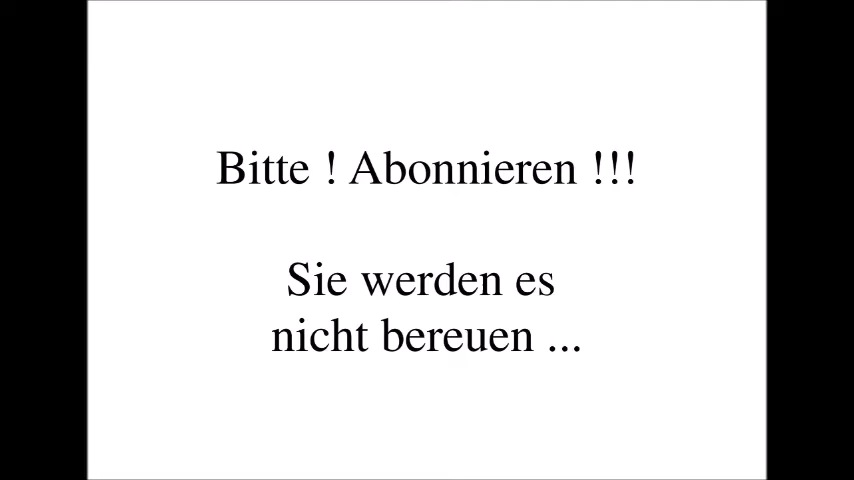 Bitte ! Abonnieren !!!
Sie werden es
nicht bereuen ...